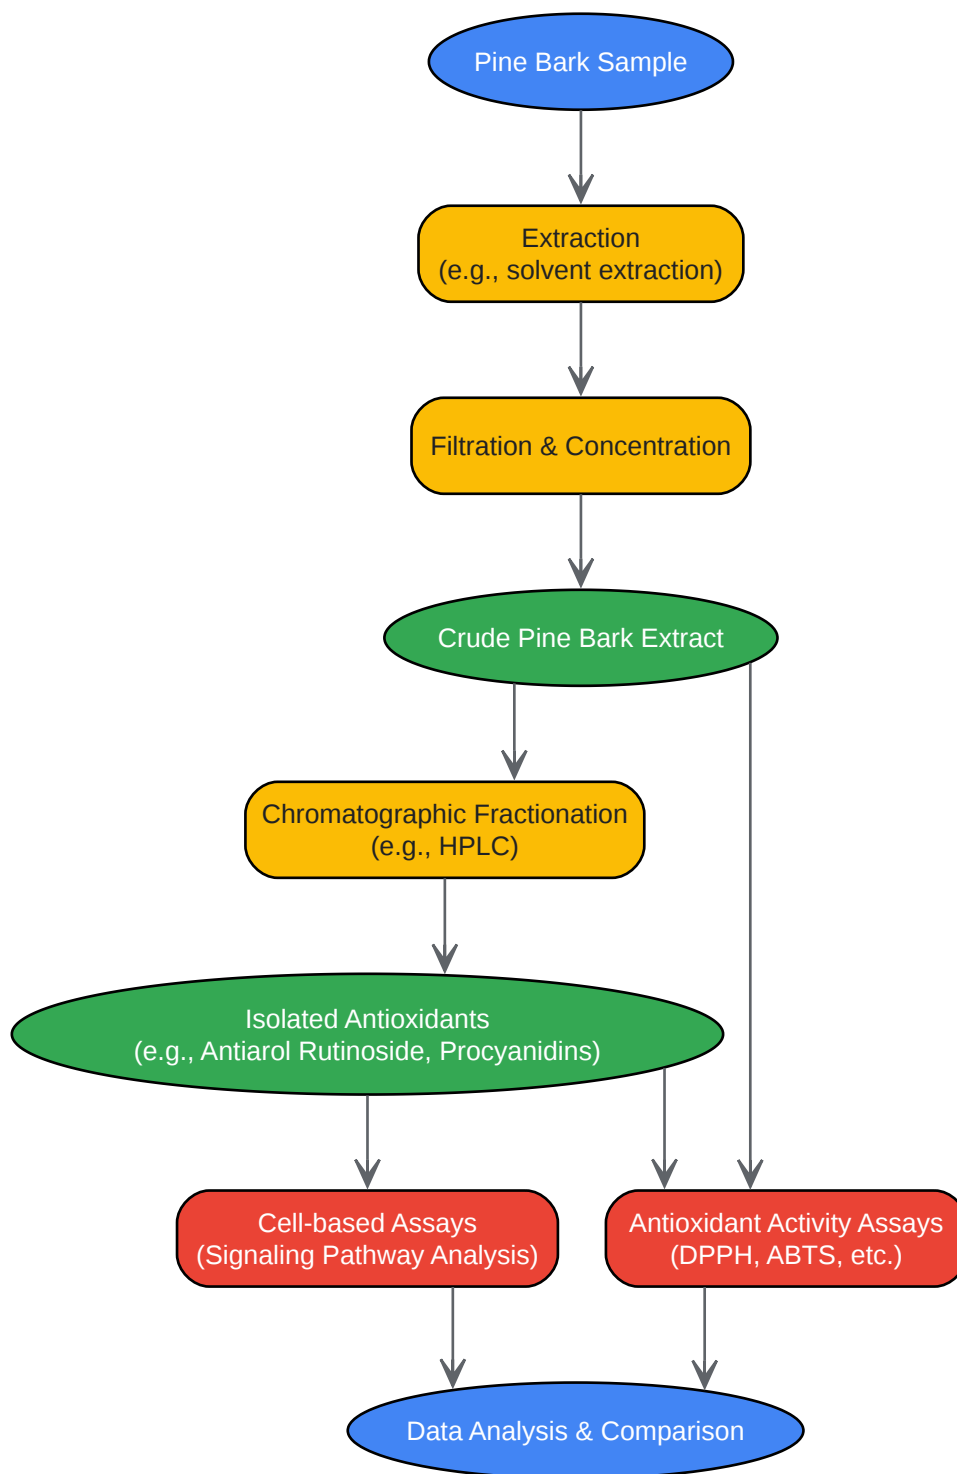 Pine Bark Sample
Extraction
(e.g., solvent extraction)
Filtration & Concentration
Crude Pine Bark Extract
Chromatographic Fractionation
(e.g., HPLC)
Isolated Antioxidants
(e.g., Antiarol Rutinoside, Procyanidins)
Cell-based Assays
(Signaling Pathway Analysis)
Antioxidant Activity Assays
(DPPH, ABTS, etc.)
Data Analysis & Comparison